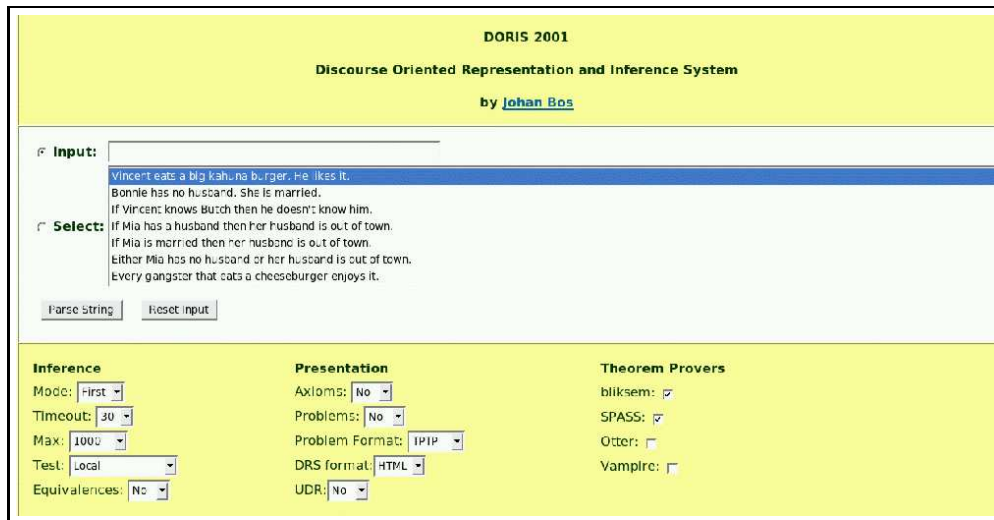 DORIS 2001
Discourse Oriented Representation and Inference System
by Johan Bos
Input:
Vincent eats a big kahuna burger. He likes it.
Bonnie has no husband. She is married.
If Vincent knows Butch then he doesn't know him.
Select: If Mia has a husband then her husband is out of town.
If Mia is married then her husband is out of town.
Either Mia has no husband or her husband is out of town.
Every gangster that eats a cheeseburger enjoys it.
Parse String Reset Input
Inference Presentation Theorem Provers
Mode: First Axioms: No bliksem:
Timeout: 30 Problems: No SPASS:
Max: 1000 Problem Format: TPTP Otter:
Test: Local DRS format: HTML Vampire:
Equivalences: No UDR: No